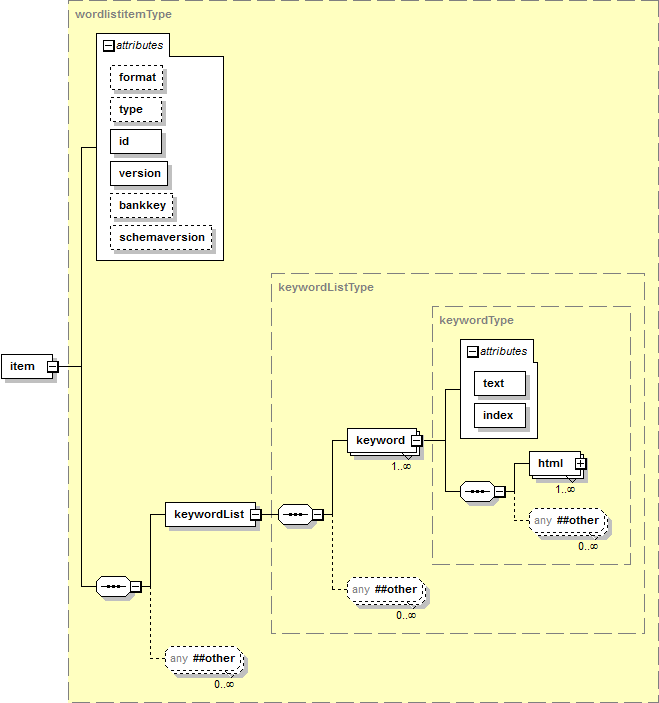 wordlistitemType
attributes
format
type
id
version
bankkey
schemaversion
keywordListType
keywordType
attributes
text
index
item
keyword
1..∞
html
1..∞
any ##other
0..∞
keywordList
any ##other
0..∞
any ##other
0..∞